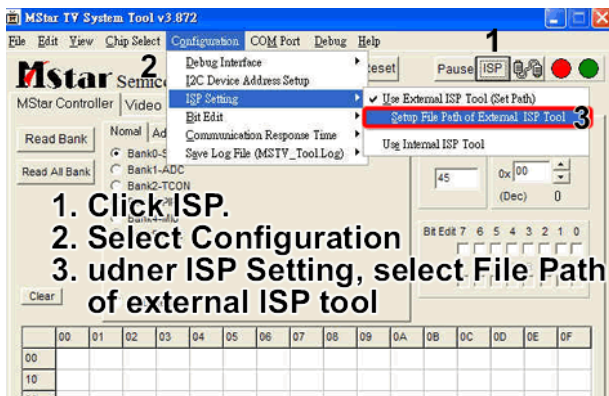 MStar TV System Tool v3.872
File Edit View Chip Select Configuration COM Port Debug Help
1
MStar Semic
2
Debug Interface
I2C Device Address Setup
ISP Setting
Bit Edit
Communication Response Time
Save Log File (MSTV_Tool.Log)
Reset
Pause
ISP
Use External ISP Tool (Set Path)
Setup File Path of External ISP Tool
3
Use Internal ISP Tool
MStar Controller
Video
Read Bank
Read All Bank
Nomal
Ad
Bank0-S
Bank1-ADC
Bank2-TCON
45
0x 00
(Dec) 0
Bit Edit 7 6 5 4 3 2 1 0
1. Click ISP.
2. Select Configuration
3. udner ISP Setting, select File Path
of external ISP tool
Clear
00 01 02 03 04 05 06 07 08 09 0A 0B 0C 0D 0E 0F
00
10